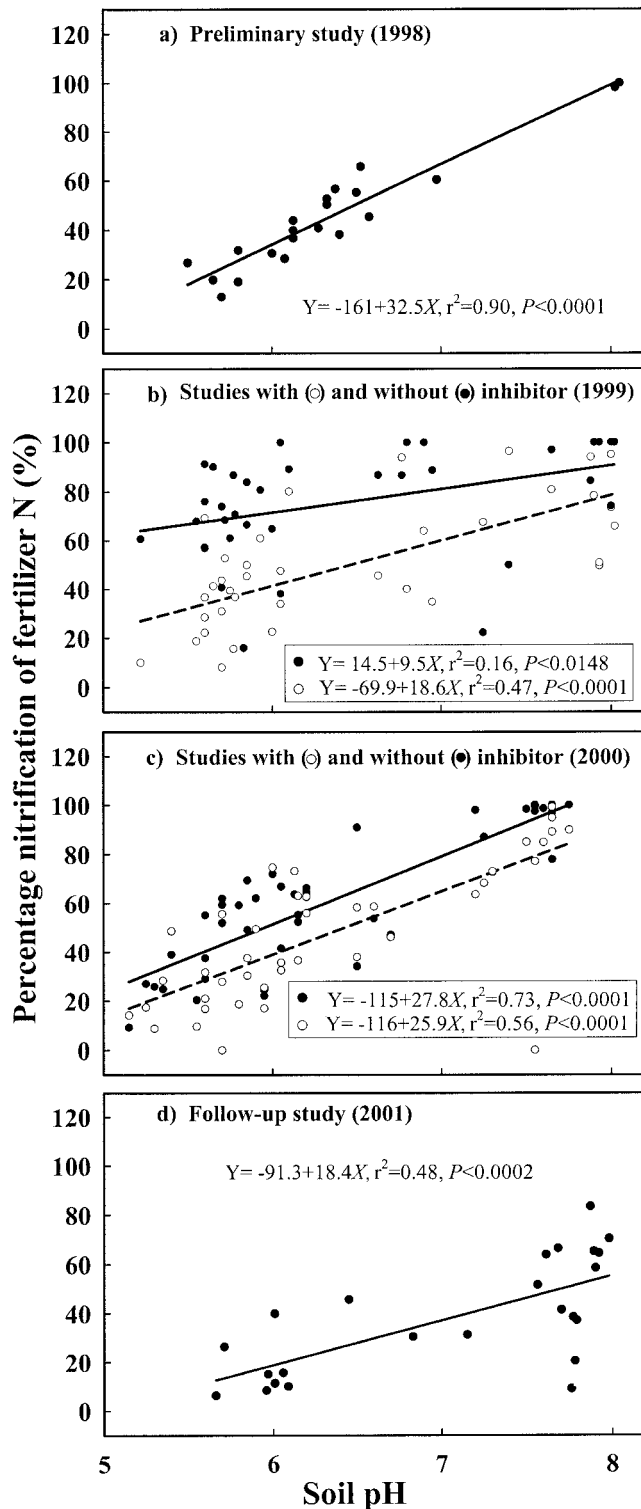 Percentage nitrification of fertilizer N (%)
a) Preliminary study (1998)
120
100
80
60
40
20
0
Y= -161+32.5X, r²=0.90, P<0.0001
b) Studies with (○) and without (●) inhibitor (1999)
120
100
80
60
40
20
0
● Y= 14.5+9.5X, r²=0.16, P<0.0148
○ Y= -69.9+18.6X, r²=0.47, P<0.0001
c) Studies with (○) and without (●) inhibitor (2000)
120
100
80
60
40
20
0
● Y= -115+27.8X, r²=0.73, P<0.0001
○ Y= -116+25.9X, r²=0.56, P<0.0001
d) Follow-up study (2001)
120
100
80
60
40
20
0
Y= -91.3+18.4X, r²=0.48, P<0.0002
5 6 7 8
Soil pH